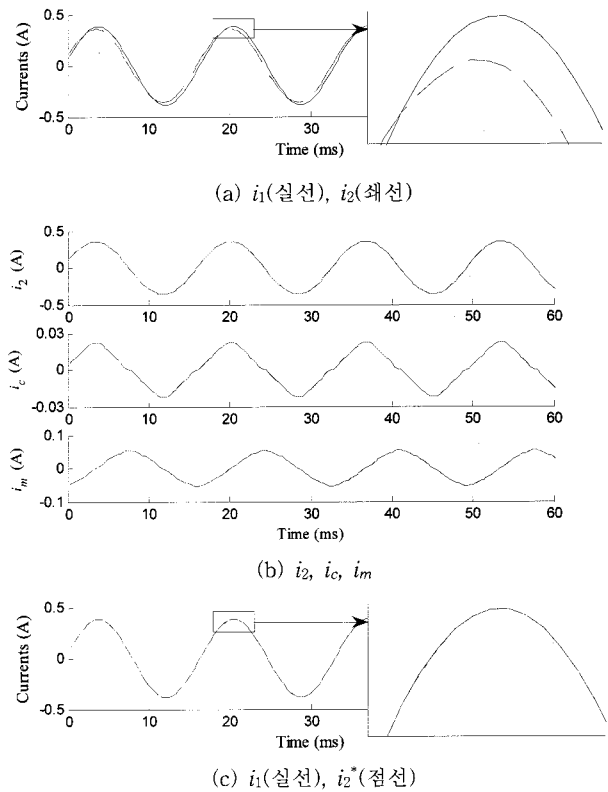 0.5
0
-0.5
Currents (A)
0 10 20 30
Time (ms)
(a) i₁(실선), i₂(쇄선)
0.5
0
-0.5
i₂ (A)
0 10 20 30 40 50 60
0.03
0
-0.03
i_c (A)
0 10 20 30 40 50 60
0.1
0
-0.1
i_m (A)
0 10 20 30 40 50 60
Time (ms)
(b) i₂, i_c, i_m
0.5
0
-0.5
Currents (A)
0 10 20 30
Time (ms)
(c) i₁(실선), i₂*(점선)